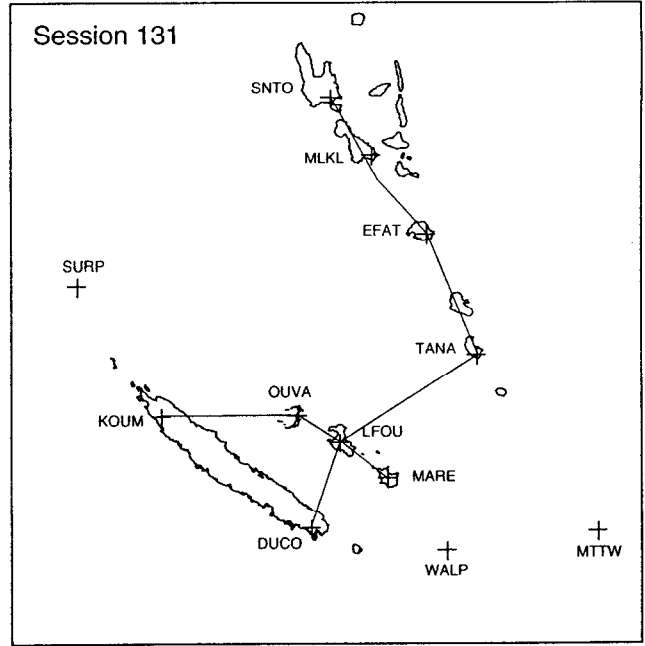 Session 131
SNTO
MLKL
EFAT
SURP
TANA
OUVA
KOUM
LFOU
MARE
DUCO
WALP
MTTW